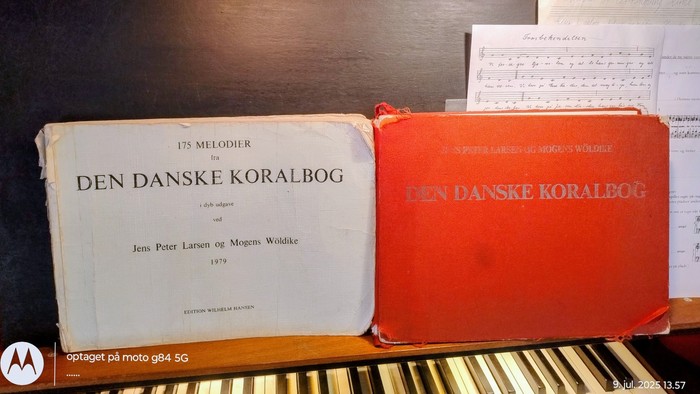 175 MELODIER
fra
DEN DANSKE KORALBOG
i dyb udgave
ved
Jens Peter Larsen og Mogens Wöldike
1979
EDITION WILHELM HANSEN
JENS PETER LARSEN OG MOGENS WÖLDIKE
DEN DANSKE KORALBOG
Trosbekendelsen
optaget på moto g84 5G
......
9. jul. 2025 13.57